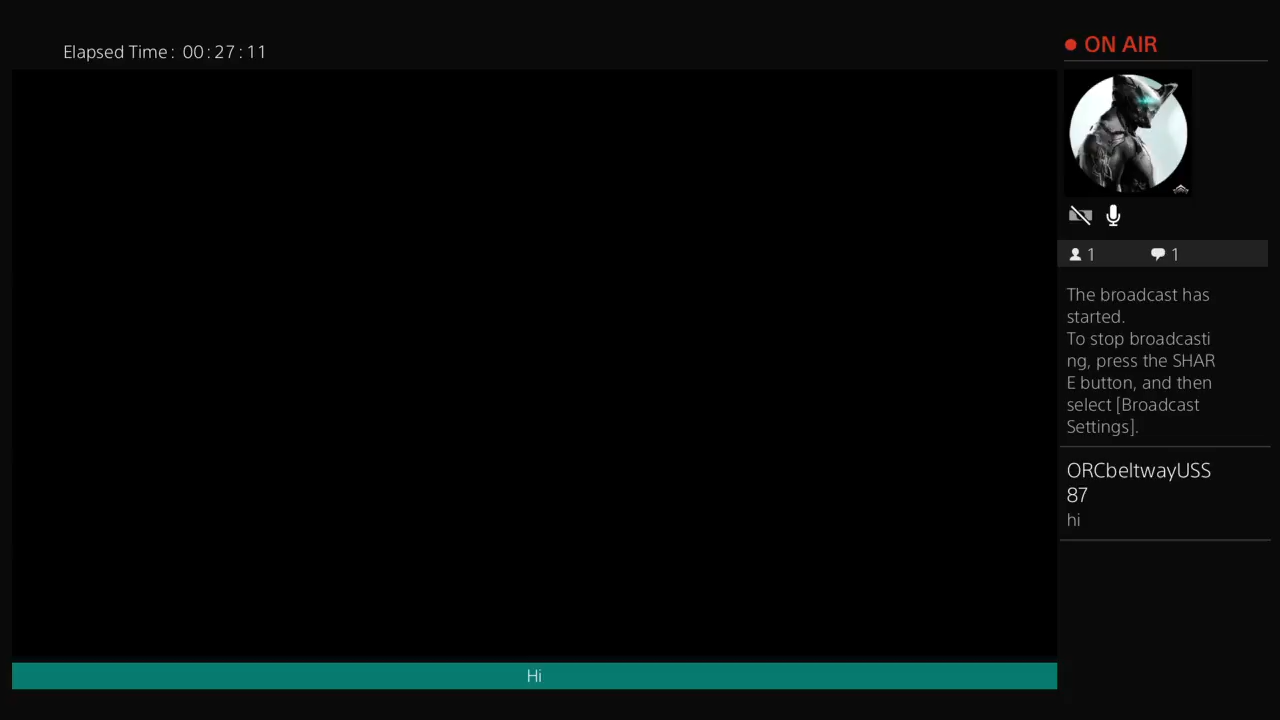 Elapsed Time: 00:27:11
ON AIR
1 1
The broadcast has
started.
To stop broadcasti
ng, press the SHAR
E button, and then
select [Broadcast
Settings].
ORCbeltwayUSS
87
hi
Hi